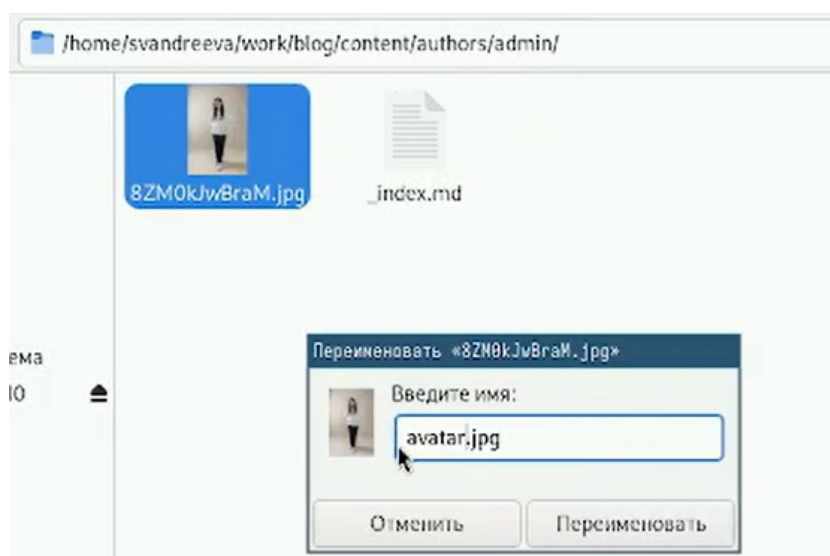 /home/svandreeva/work/blog/content/authors/admin/
8ZM0kJwBraM.jpg
_index.md
ема
Переименовать «8ZM0kJwBraM.jpg»
Введите имя:
avatar.jpg
Отменить
Переименовать